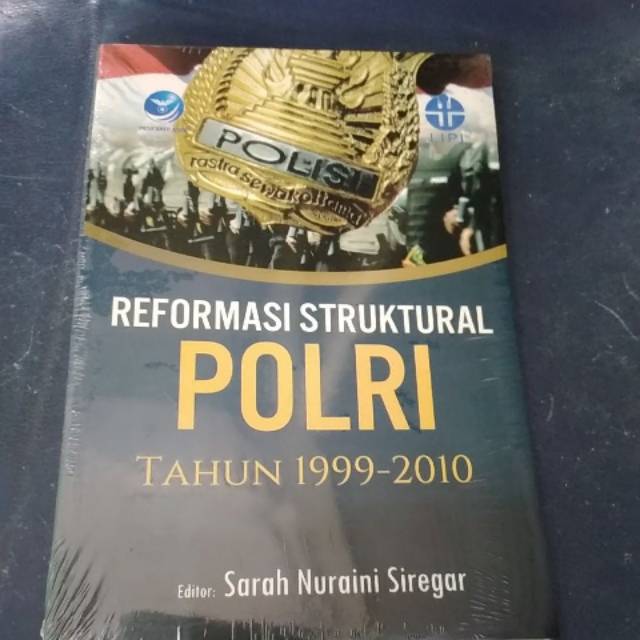 LIPI
POLISI
rastra sewakottama
REFORMASI STRUKTURAL
POLRI
TAHUN 1999-2010
Editor: Sarah Nuraini Siregar